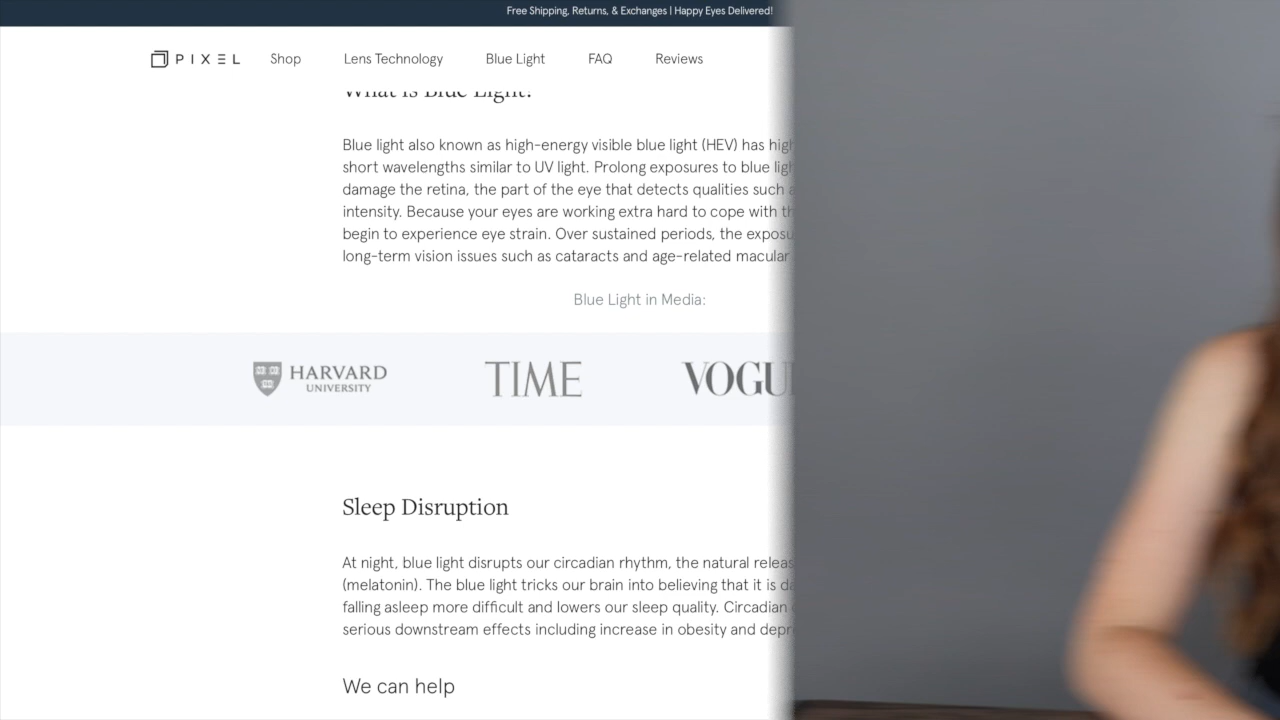 Free Shipping, Returns, & Exchanges | Happy Eyes Delivered!
PIXEL Shop Lens Technology Blue Light FAQ Reviews
What is Blue Light?
Blue light also known as high-energy visible blue light (HEV) has
short wavelengths similar to UV light. Prolong exposures to blue
damage the retina, the part of the eye that detects qualities such
intensity. Because your eyes are working extra hard to cope with
begin to experience eye strain. Over sustained periods, the
long-term vision issues such as cataracts and age-related macular
Blue Light in Media:
HARVARD
UNIVERSITY
TIME
VOGU
Sleep Disruption
At night, blue light disrupts our circadian rhythm, the natural
(melatonin). The blue light tricks our brain into believing that it is
falling asleep more difficult and lowers our sleep quality. Circadian
serious downstream effects including increase in obesity and
We can help